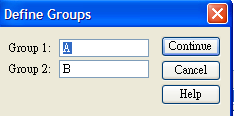 Define Groups
Group 1: A
Continue
Group 2: B
Cancel
Help